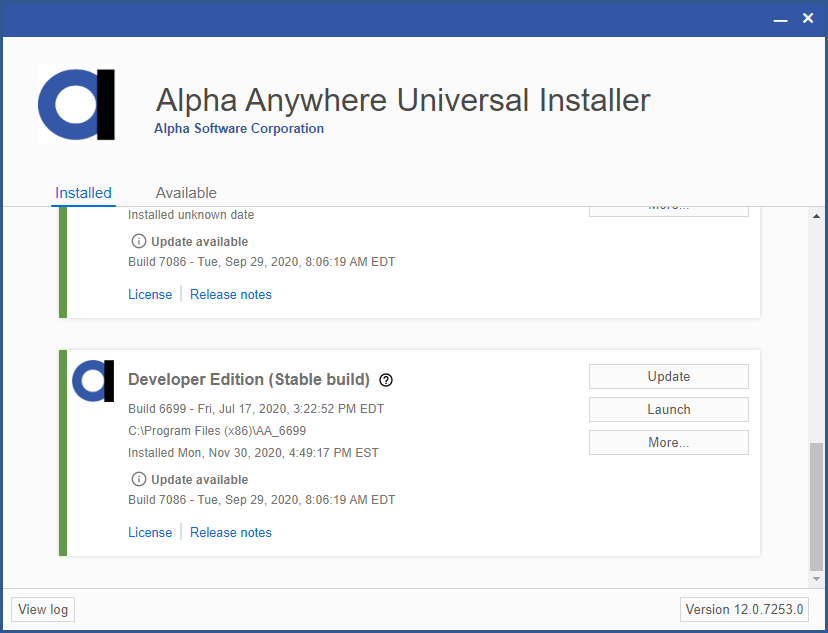 Alpha Anywhere Universal Installer
Alpha Software Corporation
Installed Available
Installed unknown date
More...
Update available
Build 7086 - Tue, Sep 29, 2020, 8:06:19 AM EDT
License Release notes
Developer Edition (Stable build)
Update
Build 6699 - Fri, Jul 17, 2020, 3:22:52 PM EDT
Launch
C:\Program Files (x86)\AA_6699
More...
Installed Mon, Nov 30, 2020, 4:49:17 PM EST
Update available
Build 7086 - Tue, Sep 29, 2020, 8:06:19 AM EDT
License Release notes
View log
Version 12.0.7253.0